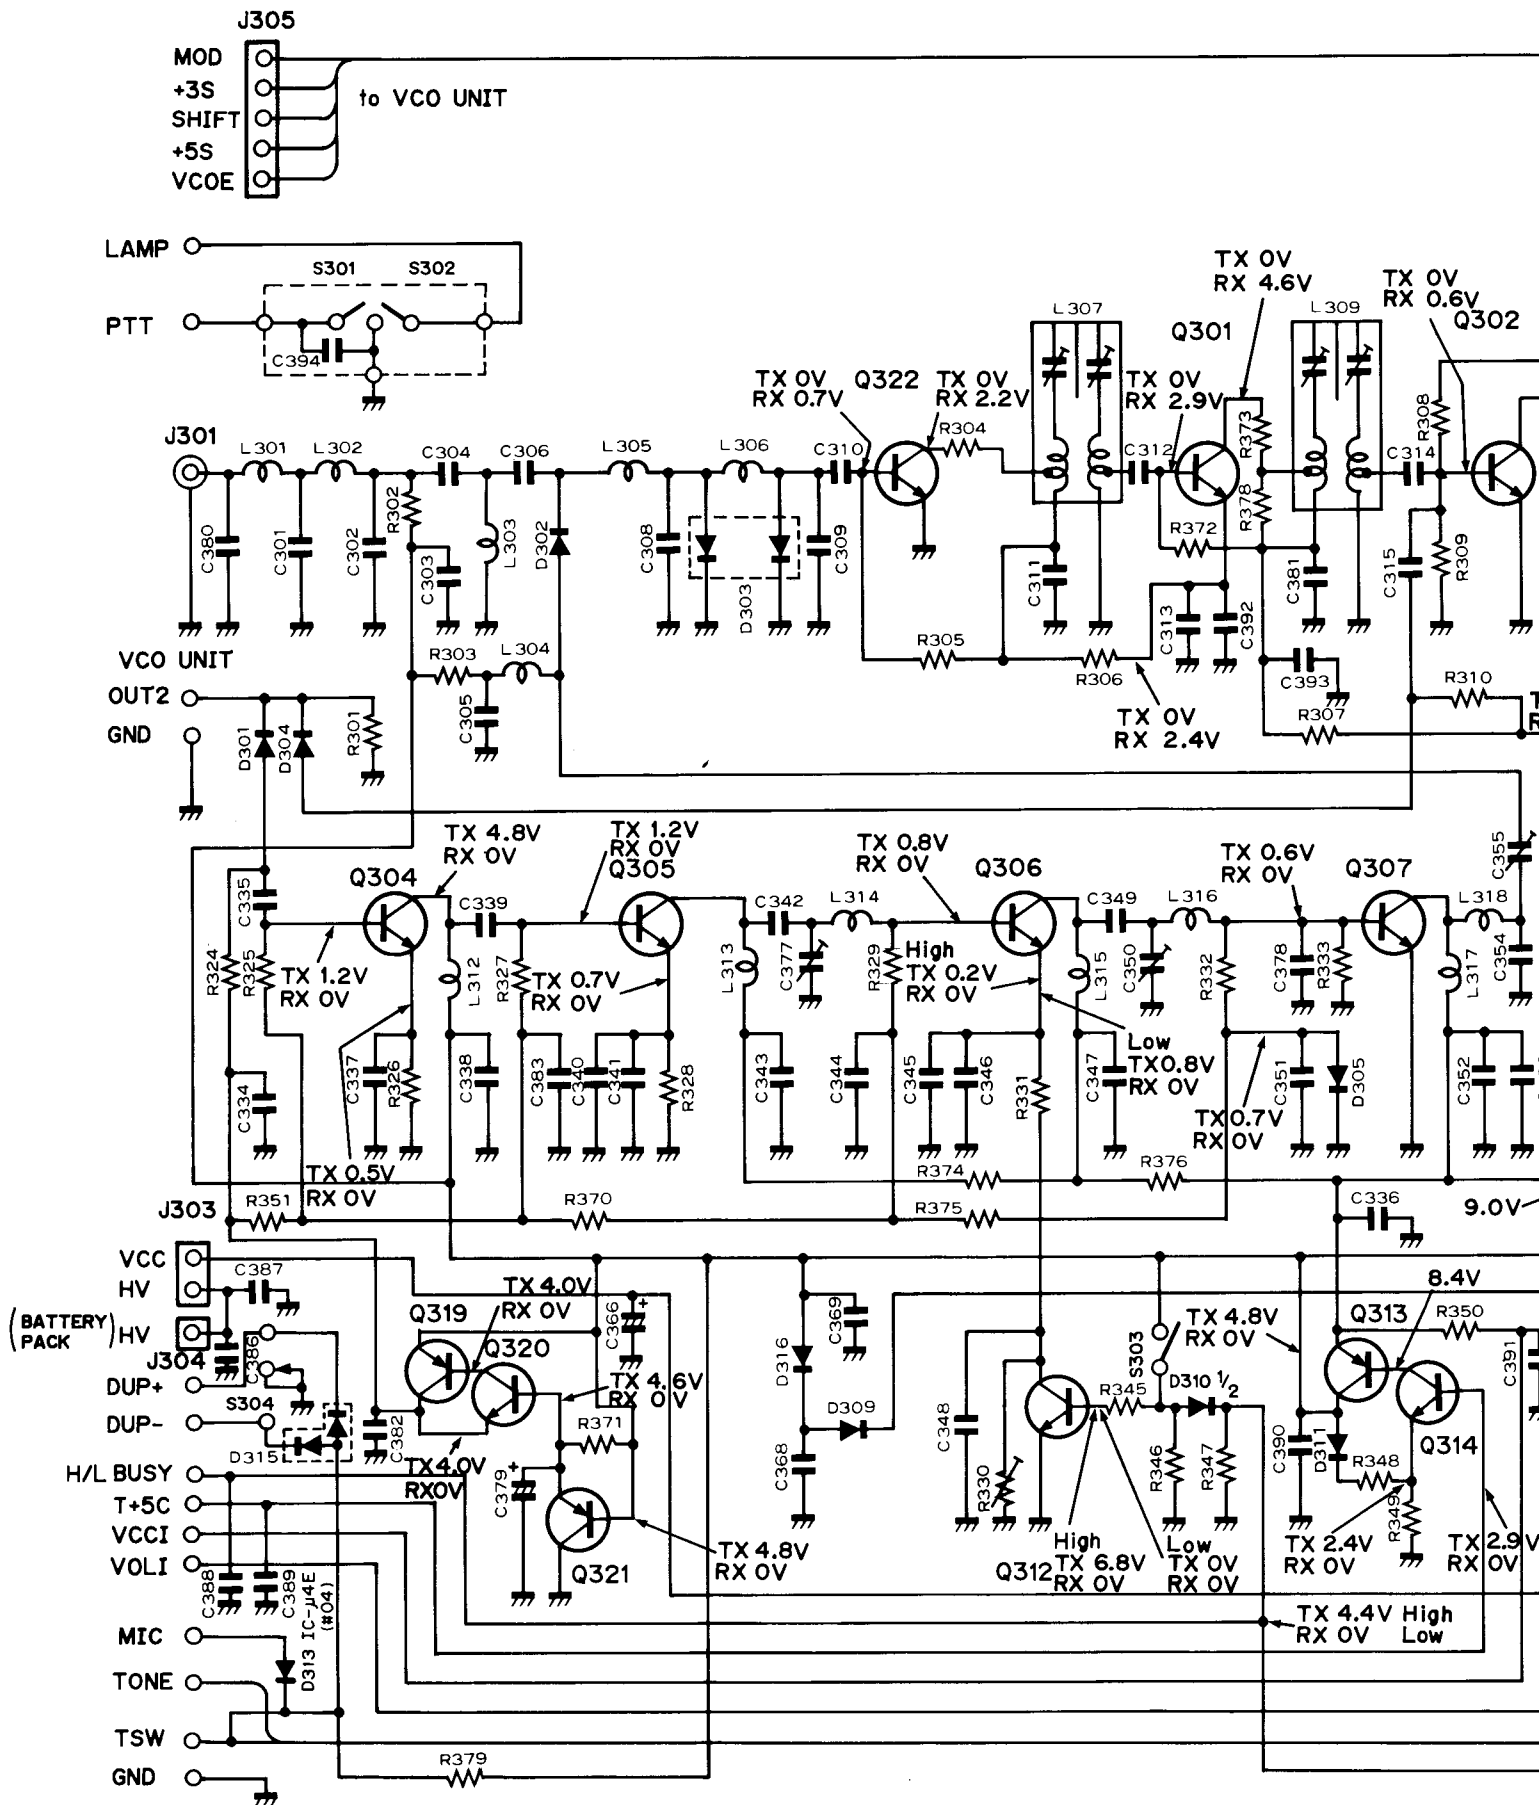 J305
MOD
+3S
to VCO UNIT
SHIFT
+5S
VCOE
LAMP
S301 S302
PTT
C394
TX 0V
RX 4.6V
TX 0V
RX 0.6V
L307
Q301
L309
Q302
TX 0V
RX 0.7V
Q322
TX 0V
RX 2.2V
TX 0V
RX 2.9V
J301
L301
L302
C304
C306
L305
L306
C310
R304
C312
R373
C314
R308
R302
R378
C380
C301
C302
C303
L303
D302
C308
D303
C309
C311
R372
C313
C392
C381
C315
R309
VCO UNIT
OUT2
GND
R303
L304
R305
R306
C393
R310
D301
D304
R301
C305
TX 0V
RX 2.4V
R307
T
R
TX 4.8V
RX 0V
TX 1.2V
RX 0V
TX 0.8V
RX 0V
TX 0.6V
RX 0V
C355
Q304
Q305
Q306
Q307
C335
C339
C342
L314
C349
L316
L318
R324
R325
TX 1.2V
RX 0V
L312
R327
TX 0.7V
RX 0V
L313
C377
R329
High
TX 0.2V
RX 0V
L315
C350
R332
C378
R333
L317
C354
Low
TX 0.8V
RX 0V
C334
C337
R326
C338
C383
C340
C341
R328
C343
C344
C345
C346
R331
C347
C351
D305
C352
TX 0.7V
RX 0V
TX 0.5V
RX 0V
R374
R376
J303
R351
R370
R375
C336
9.0V
VCC
HV
(BATTERY PACK) HV
J304
C387
C386
Q319
TX 4.0V
RX 0V
Q320
C366
+
C369
D316
S303
TX 4.8V
RX 0V
Q313
8.4V
R350
C391
DUP+
DUP-
S304
D315
C382
TX 4.6V
RX 0V
R371
D309
C348
R345
D310 1/2
H/L BUSY
TX 4.0V
RX 0V
C379
+
C368
R330
R346
R347
C390
D311
R348
Q314
R349
T+5C
VCCI
VOLI
Q321
TX 4.8V
RX 0V
Q312
High
TX 6.8V
RX 0V
Low
TX 0V
RX 0V
TX 2.4V
RX 0V
TX 2.9V
RX 0V
C388
C389
D313 IC-μ4E
(#04)
TX 4.4V High
RX 0V Low
MIC
TONE
TSW
R379
GND